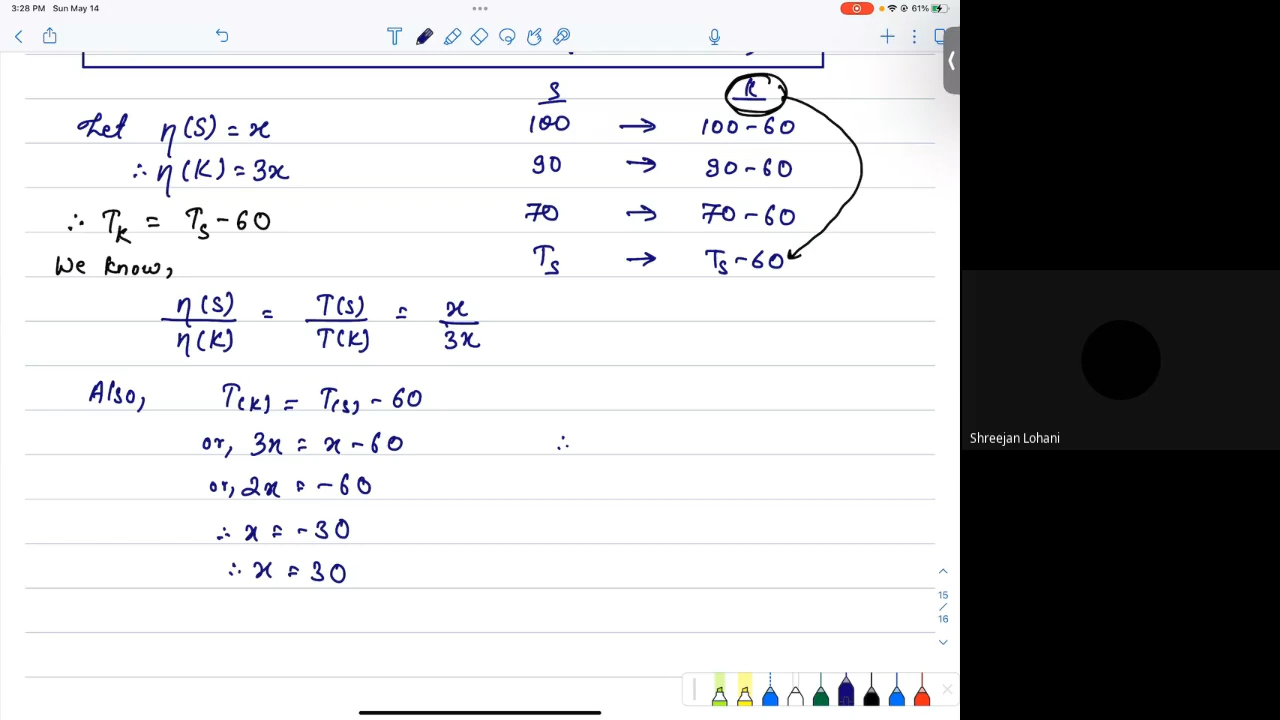 3:28 PM Sun May 14
61%
S K
100 → 100 - 60
90 → 90 - 60
70 → 70 - 60
T_S → T_S - 60
Let η(S) = x
∴ η(K) = 3x
∴ T_K = T_S - 60
We know,
η(S)/η(K) = T(S)/T(K) = x/3x
Also, T(K) = T(S) - 60
or, 3x = x - 60
or, 2x = -60
∴ x = -30
∴ x = 30
∴
15
/
16
Shreejan Lohani